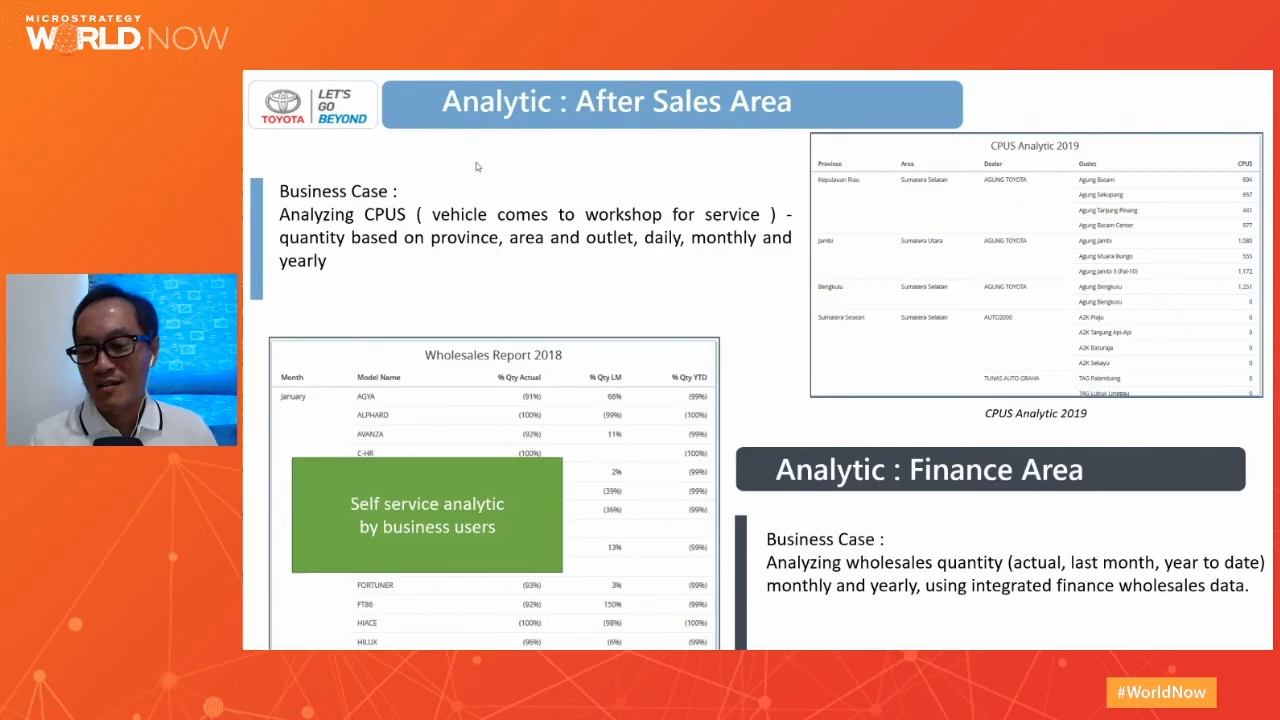 MICROSTRATEGY
WORLD.NOW
TOYOTA
LET'S
GO
BEYOND
Analytic : After Sales Area
Business Case :
Analyzing CPUS ( vehicle comes to workshop for service ) -
quantity based on province, area and outlet, daily, monthly and
yearly
CPUS Analytic 2019
Province Area Dealer Outlet CPUS
Kepulauan Riau Sumatera Selatan AGUNG TOYOTA Agung Batam 694
Agung Sekupang 657
Agung Tanjung Pinang 441
Agung Batam Center 977
Jambi Sumatera Utara AGUNG TOYOTA Agung Jambi 1,080
Agung Muara Bungo 555
Agung Jambi II (Pal-10) 1,172
Bengkulu Sumatera Selatan AGUNG TOYOTA Agung Bengkulu 1,251
Agung Bengkulu 0
Sumatera Selatan Sumatera Selatan AUTO2000 A2K Plaju 0
A2K Tanjung Api-Api 0
A2K Baturaja 0
A2K Sekayu 0
TUNAS AUTO GRAHA TAG Palembang 0
TAG Lubuk Linggau 0
CPUS Analytic 2019
Wholesales Report 2018
Month Model Name % Qty Actual % Qty LM % Qty YTD
January AGYA (91%) 66% (99%)
ALPHARD (100%) (99%) (100%)
AVANZA (92%) 11% (99%)
C-HR (100%) (100%)
2% (99%)
(39%) (99%)
(36%) (99%)
13% (99%)
Self service analytic
by business users
FORTUNER (93%) 3% (99%)
FT86 (92%) 150% (99%)
HIACE (100%) (98%) (100%)
HILUX (96%) (6%) (99%)
Analytic : Finance Area
Business Case :
Analyzing wholesales quantity (actual, last month, year to date)
monthly and yearly, using integrated finance wholesales data.
#WorldNow